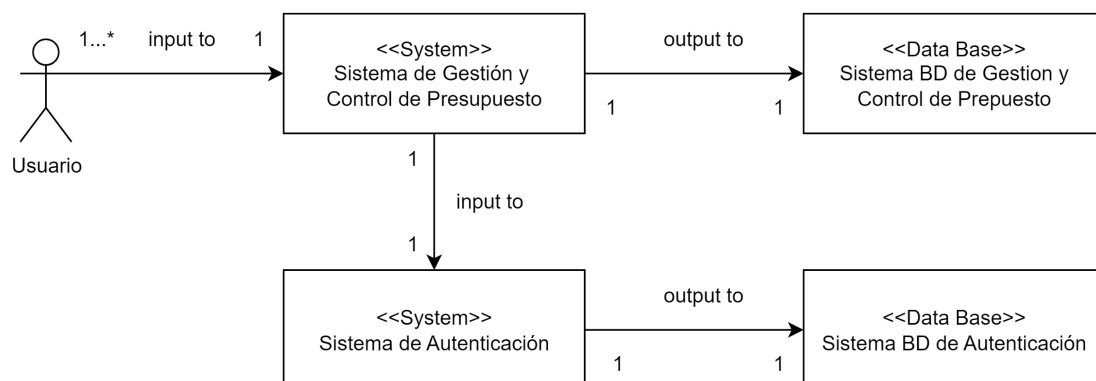 1...* input to 1
<<System>>
Sistema de Gestión y
Control de Presupuesto
output to
1 1
<<Data Base>>
Sistema BD de Gestion y
Control de Prepuesto
Usuario
1
input to
1
<<System>>
Sistema de Autenticación
output to
1 1
<<Data Base>>
Sistema BD de Autenticación